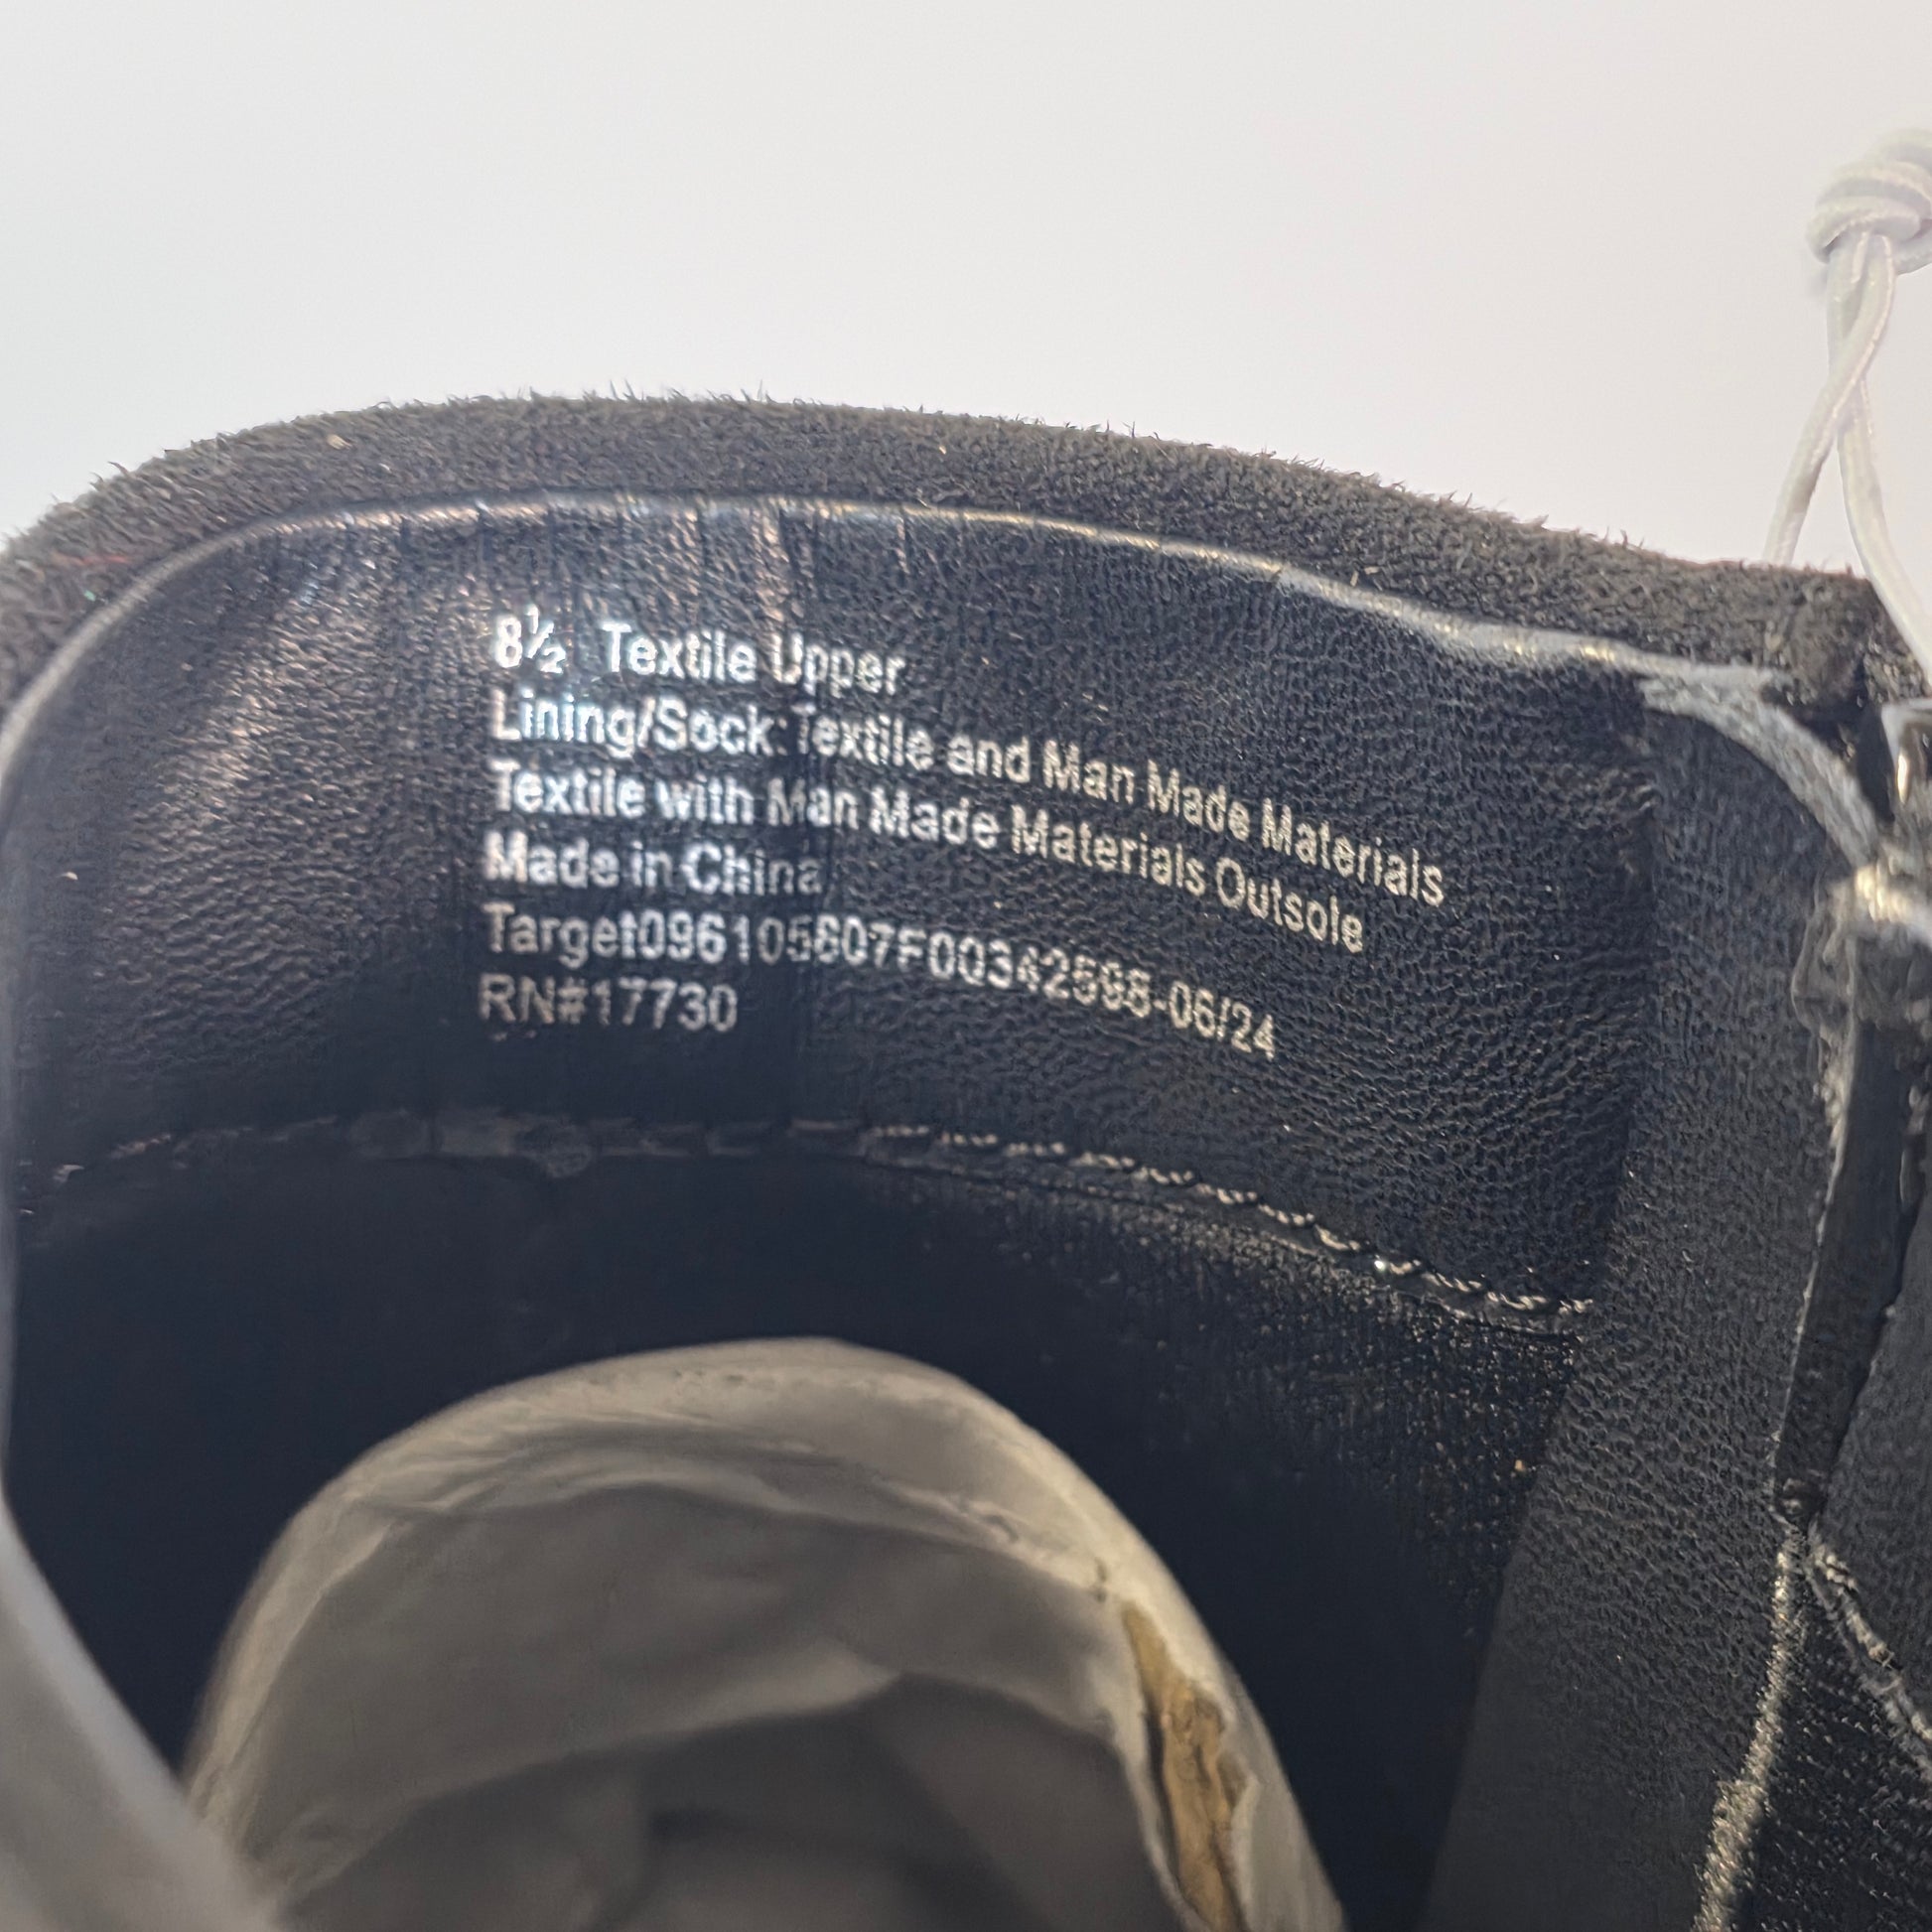 8½ Textile Upper
Lining/Sock: Textile and Man Made Materials
Textile with Man Made Materials Outsole
Made in China
Target096105807F00342598-06/24
RN#17730